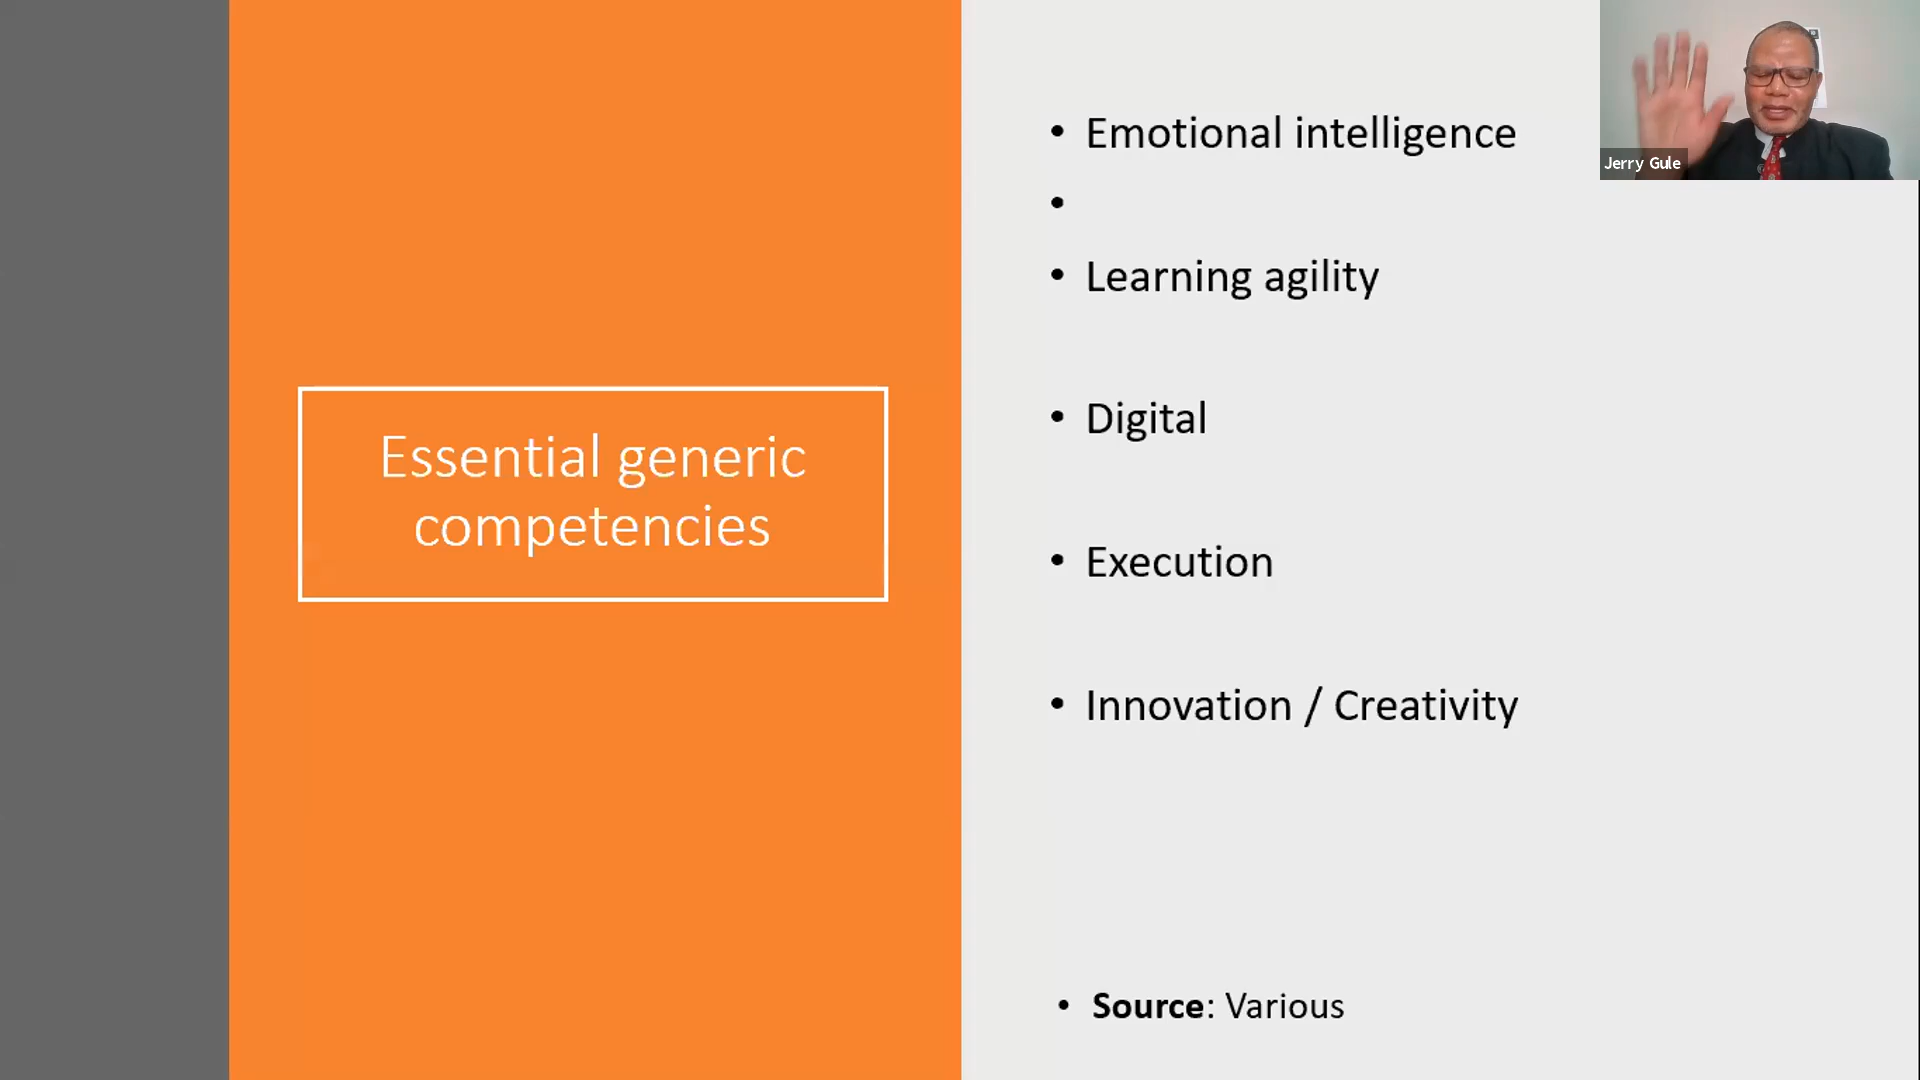 Essential generic
competencies
• Emotional intelligence
•
• Learning agility
• Digital
• Execution
• Innovation / Creativity
• Source: Various
Jerry Gule